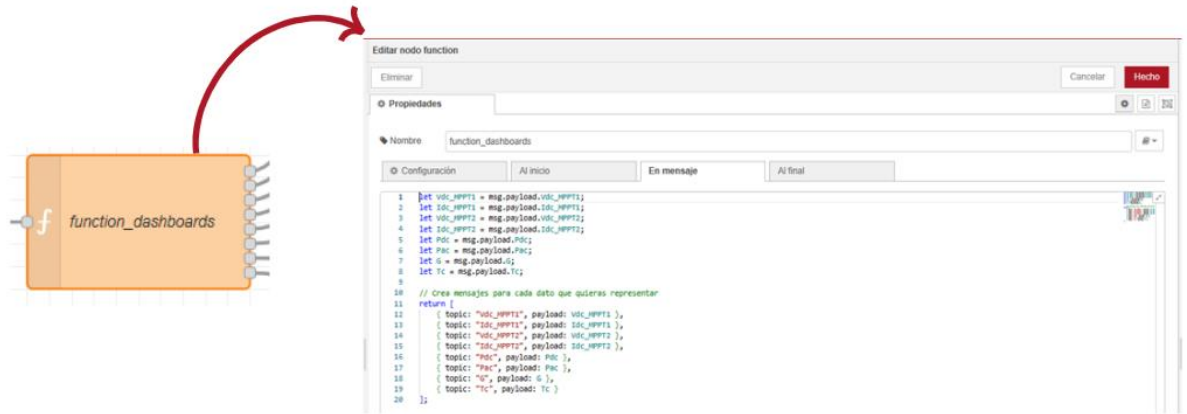 Editar nodo function
Eliminar
Cancelar
Hecho
Propiedades
Nombre
function_dashboards
Configuración
Al inicio
En mensaje
Al final
f
function_dashboards
1 let Vdc_MPPT1 = msg.payload.Vdc_MPPT1;
2 let Idc_MPPT1 = msg.payload.Idc_MPPT1;
3 let Vdc_MPPT2 = msg.payload.Vdc_MPPT2;
4 let Idc_MPPT2 = msg.payload.Idc_MPPT2;
5 let Pdc = msg.payload.Pdc;
6 let Pac = msg.payload.Pac;
7 let G = msg.payload.G;
8 let Tc = msg.payload.Tc;
9
10 // Crea mensajes para cada dato que quieras representar
11 return [
12 { topic: "Vdc_MPPT1", payload: Vdc_MPPT1 },
13 { topic: "Idc_MPPT1", payload: Idc_MPPT1 },
14 { topic: "Vdc_MPPT2", payload: Vdc_MPPT2 },
15 { topic: "Idc_MPPT2", payload: Idc_MPPT2 },
16 { topic: "Pdc", payload: Pdc },
17 { topic: "Pac", payload: Pac },
18 { topic: "G", payload: G },
19 { topic: "Tc", payload: Tc }
20 ];